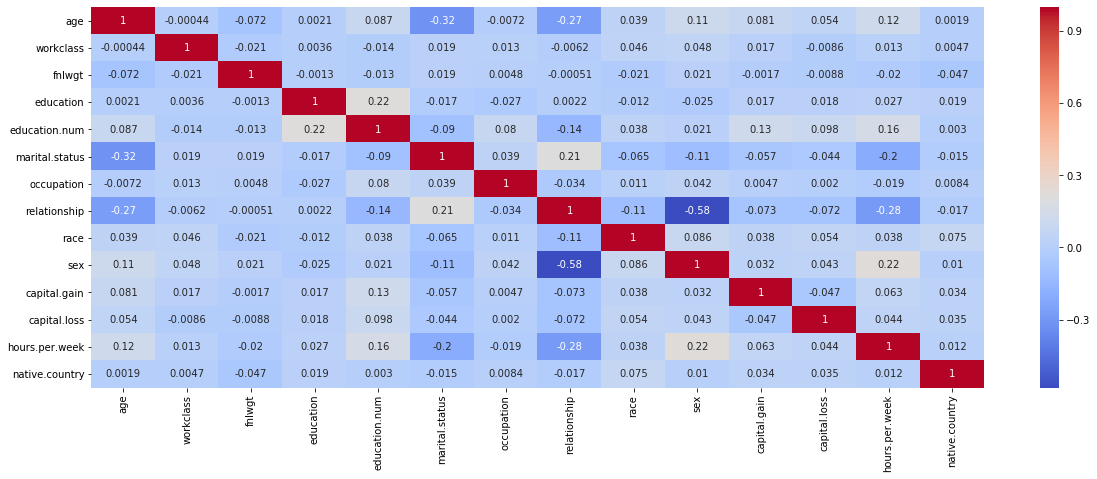 age 1 -0.00044 -0.072 0.0021 0.087 -0.32 -0.0072 -0.27 0.039 0.11 0.081 0.054 0.12 0.0019
workclass -0.00044 1 -0.021 0.0036 -0.014 0.019 0.013 -0.0062 0.046 0.048 0.017 -0.0086 0.013 0.0047
fnlwgt -0.072 -0.021 1 -0.0013 -0.013 0.019 0.0048 -0.00051 -0.021 0.021 -0.0017 -0.0088 -0.02 -0.047
education 0.0021 0.0036 -0.0013 1 0.22 -0.017 -0.027 0.0022 -0.012 -0.025 0.017 0.018 0.027 0.019
education.num 0.087 -0.014 -0.013 0.22 1 -0.09 0.08 -0.14 0.038 0.021 0.13 0.098 0.16 0.003
marital.status -0.32 0.019 0.019 -0.017 -0.09 1 0.039 0.21 -0.065 -0.11 -0.057 -0.044 -0.2 -0.015
occupation -0.0072 0.013 0.0048 -0.027 0.08 0.039 1 -0.034 0.011 0.042 0.0047 0.002 -0.019 0.0084
relationship -0.27 -0.0062 -0.00051 0.0022 -0.14 0.21 -0.034 1 -0.11 -0.58 -0.073 -0.072 -0.28 -0.017
race 0.039 0.046 -0.021 -0.012 0.038 -0.065 0.011 -0.11 1 0.086 0.038 0.054 0.038 0.075
sex 0.11 0.048 0.021 -0.025 0.021 -0.11 0.042 -0.58 0.086 1 0.032 0.043 0.22 0.01
capital.gain 0.081 0.017 -0.0017 0.017 0.13 -0.057 0.0047 -0.073 0.038 0.032 1 -0.047 0.063 0.034
capital.loss 0.054 -0.0086 -0.0088 0.018 0.098 -0.044 0.002 -0.072 0.054 0.043 -0.047 1 0.044 0.035
hours.per.week 0.12 0.013 -0.02 0.027 0.16 -0.2 -0.019 -0.28 0.038 0.22 0.063 0.044 1 0.012
native.country 0.0019 0.0047 -0.047 0.019 0.003 -0.015 0.0084 -0.017 0.075 0.01 0.034 0.035 0.012 1
age workclass fnlwgt education education.num marital.status occupation relationship race sex capital.gain capital.loss hours.per.week native.country
0.9
0.6
0.3
0.0
−0.3